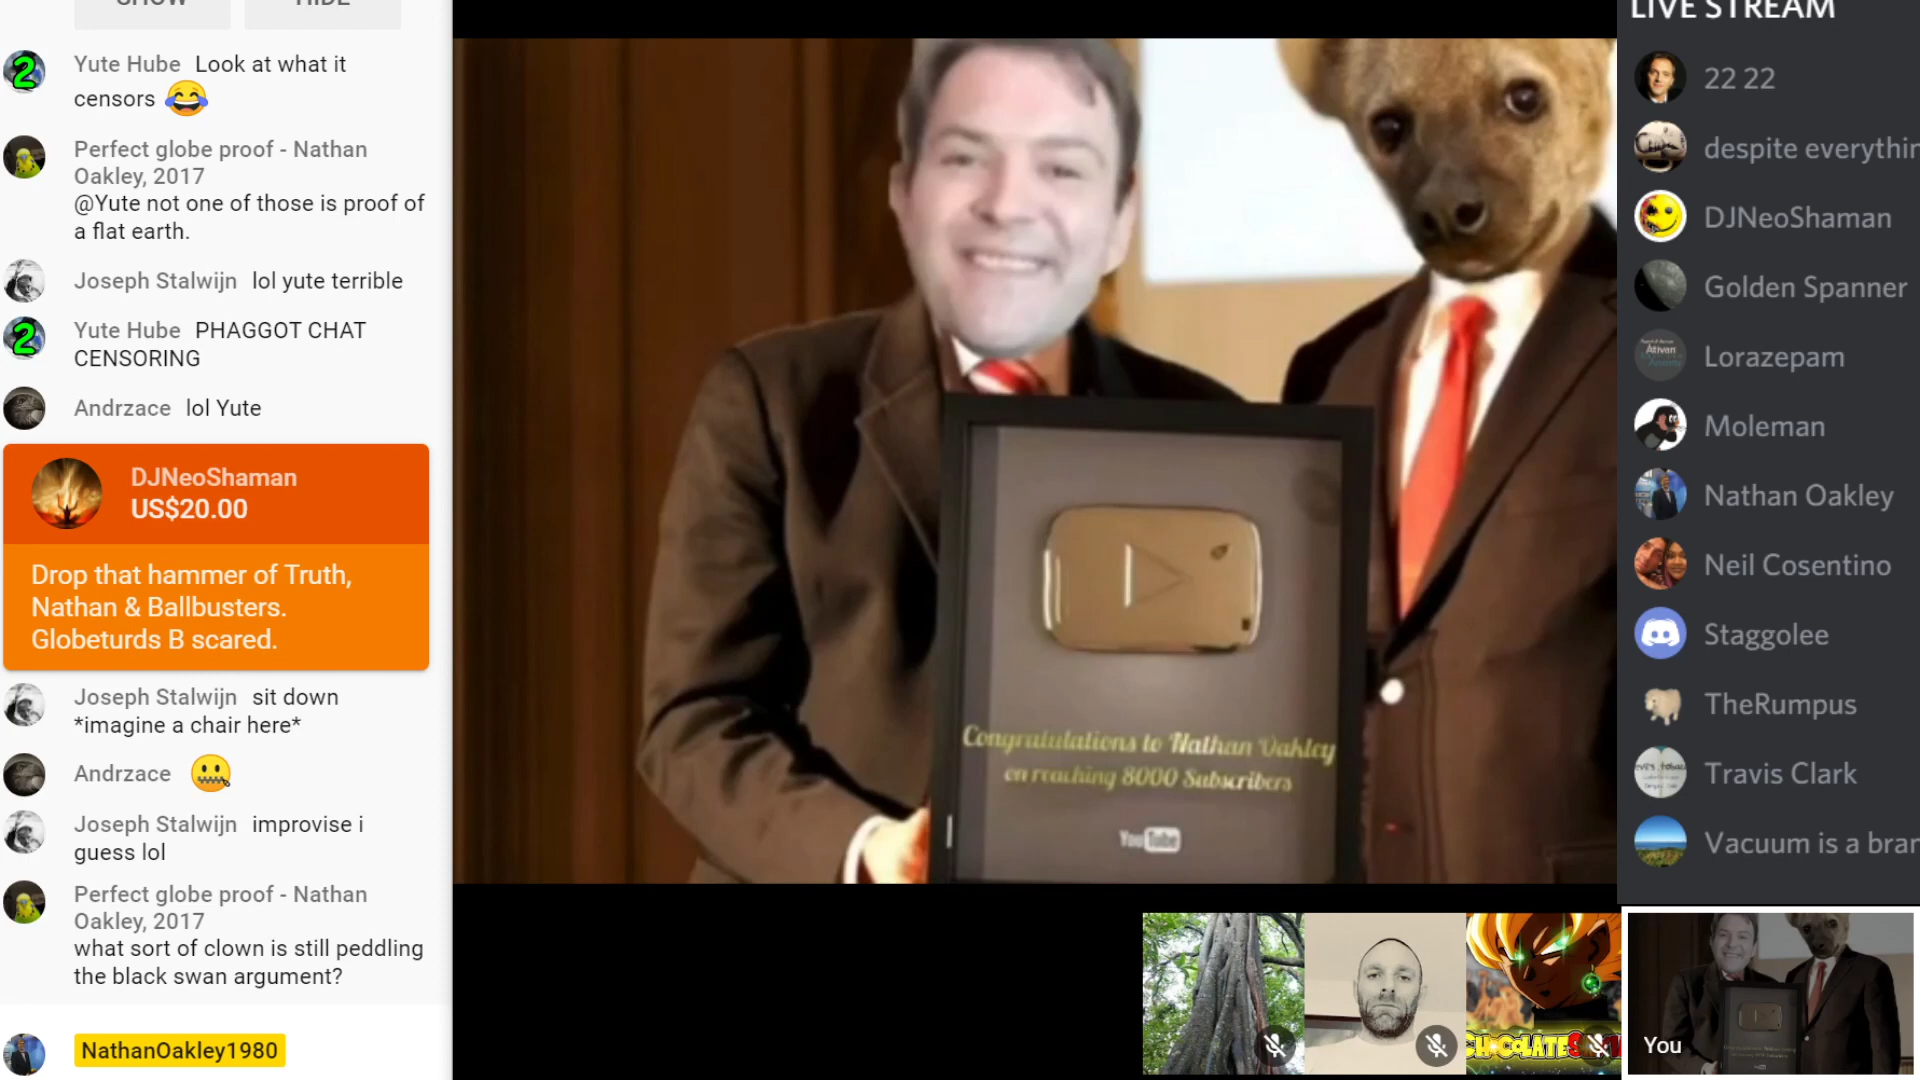 SHOW
HIDE
Yute Hube Look at what it
censors
Perfect globe proof - Nathan
Oakley, 2017
@Yute not one of those is proof of
a flat earth.
Joseph Stalwijn lol yute terrible
Yute Hube PHAGGOT CHAT
CENSORING
Andrzace lol Yute
DJNeoShaman
US$20.00
Drop that hammer of Truth,
Nathan & Ballbusters.
Globeturds B scared.
Joseph Stalwijn sit down
*imagine a chair here*
Andrzace
Joseph Stalwijn improvise i
guess lol
Perfect globe proof - Nathan
Oakley, 2017
what sort of clown is still peddling
the black swan argument?
NathanOakley1980
Congratulations to Nathan Oakley
on reaching 8000 Subscribers
YouTube
LIVE STREAM
22 22
despite everythin
DJNeoShaman
Golden Spanner
Ativan
Lorazepam
Moleman
Nathan Oakley
Neil Cosentino
Staggolee
TheRumpus
Travis Clark
Vacuum is a bran
CHOCOLATE
You